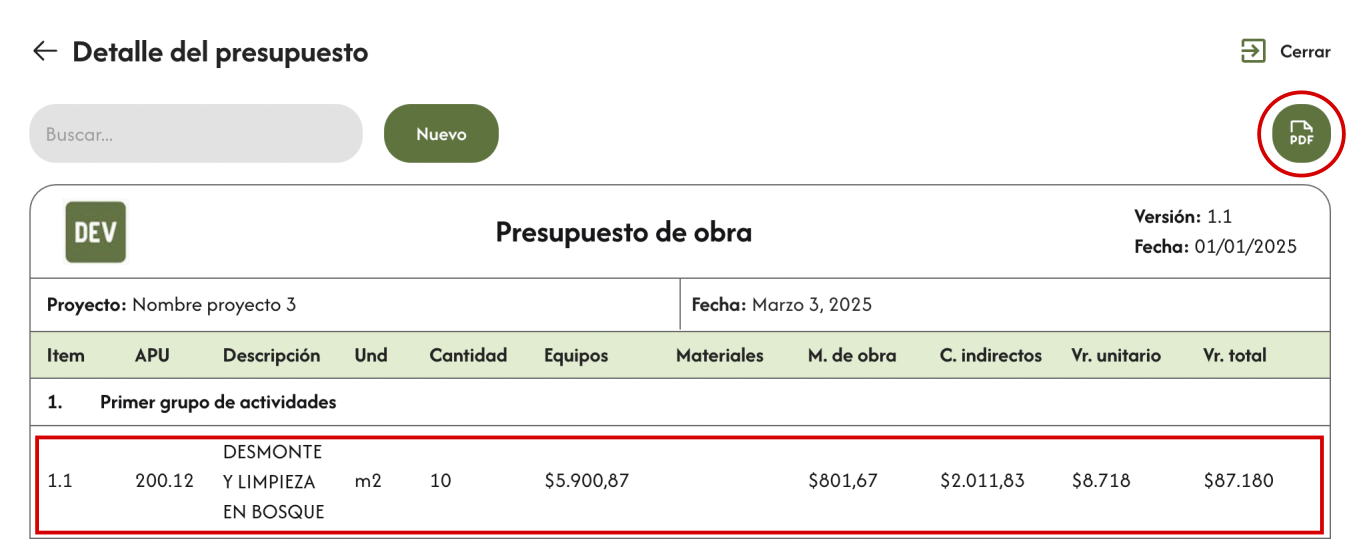 Detalle del presupuesto
Cerrar
Buscar...
Nuevo
PDF
DEV
Presupuesto de obra
Versión: 1.1
Fecha: 01/01/2025
Proyecto: Nombre proyecto 3
Fecha: Marzo 3, 2025
Item APU Descripción Und Cantidad Equipos Materiales M. de obra C. indirectos Vr. unitario Vr. total
1. Primer grupo de actividades
DESMONTE
1.1 200.12 Y LIMPIEZA m2 10 $5.900,87 $801,67 $2.011,83 $8.718 $87.180
EN BOSQUE